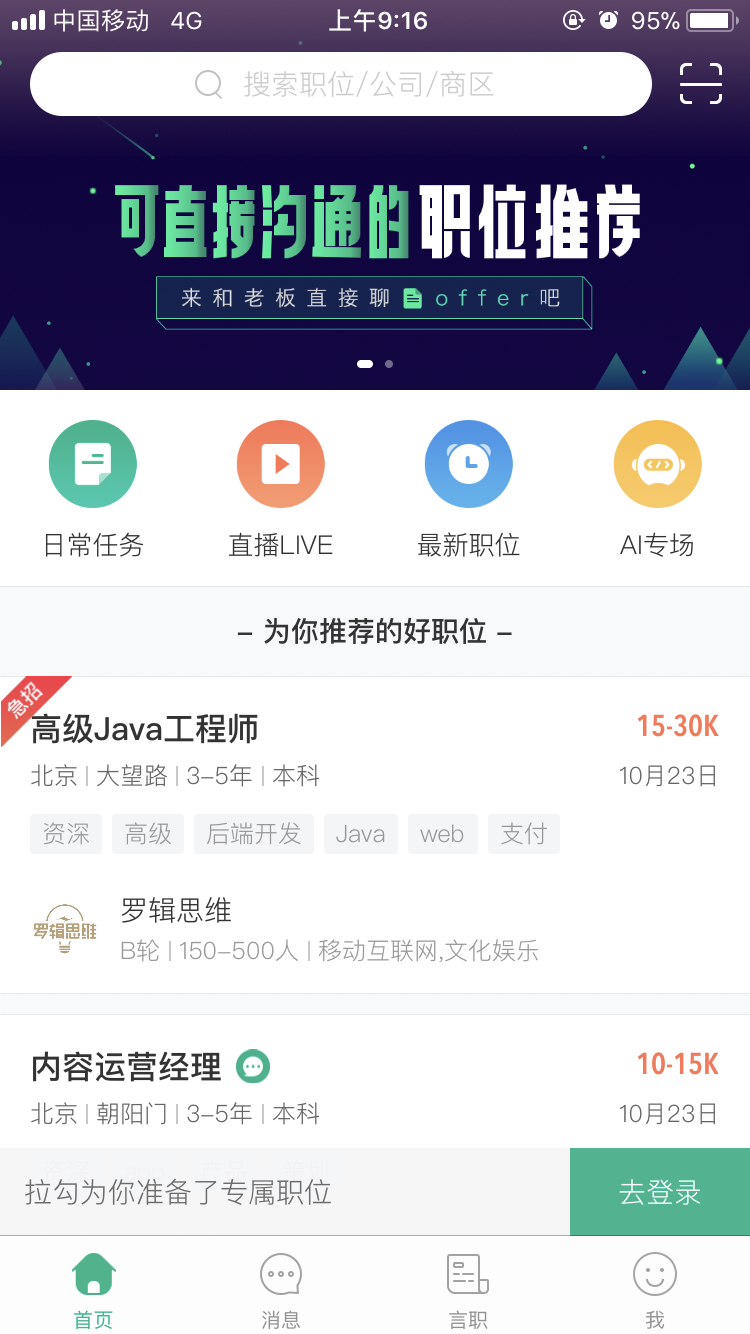 中国移动 4G 上午9:16 95%
搜索职位/公司/商区
可直接沟通的职位推荐
来和老板直接聊 offer吧
日常任务 直播LIVE 最新职位 AI专场
– 为你推荐的好职位 –
急招
高级Java工程师 15-30K
北京 | 大望路 | 3-5年 | 本科 10月23日
资深 高级 后端开发 Java web 支付
罗辑思维
罗辑思维
B轮 | 150-500人 | 移动互联网,文化娱乐
内容运营经理 10-15K
北京 | 朝阳门 | 3-5年 | 本科 10月23日
拉勾为你准备了专属职位 去登录
首页 消息 言职 我